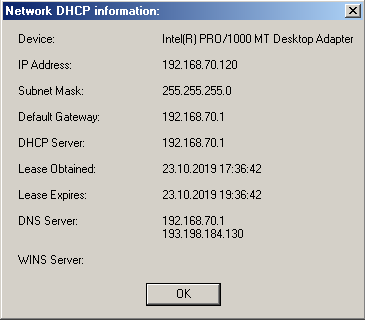 Network DHCP information:
Device: Intel(R) PRO/1000 MT Desktop Adapter
IP Address: 192.168.70.120
Subnet Mask: 255.255.255.0
Default Gateway: 192.168.70.1
DHCP Server: 192.168.70.1
Lease Obtained: 23.10.2019 17:36:42
Lease Expires: 23.10.2019 19:36:42
DNS Server: 192.168.70.1
193.198.184.130
WINS Server:
OK